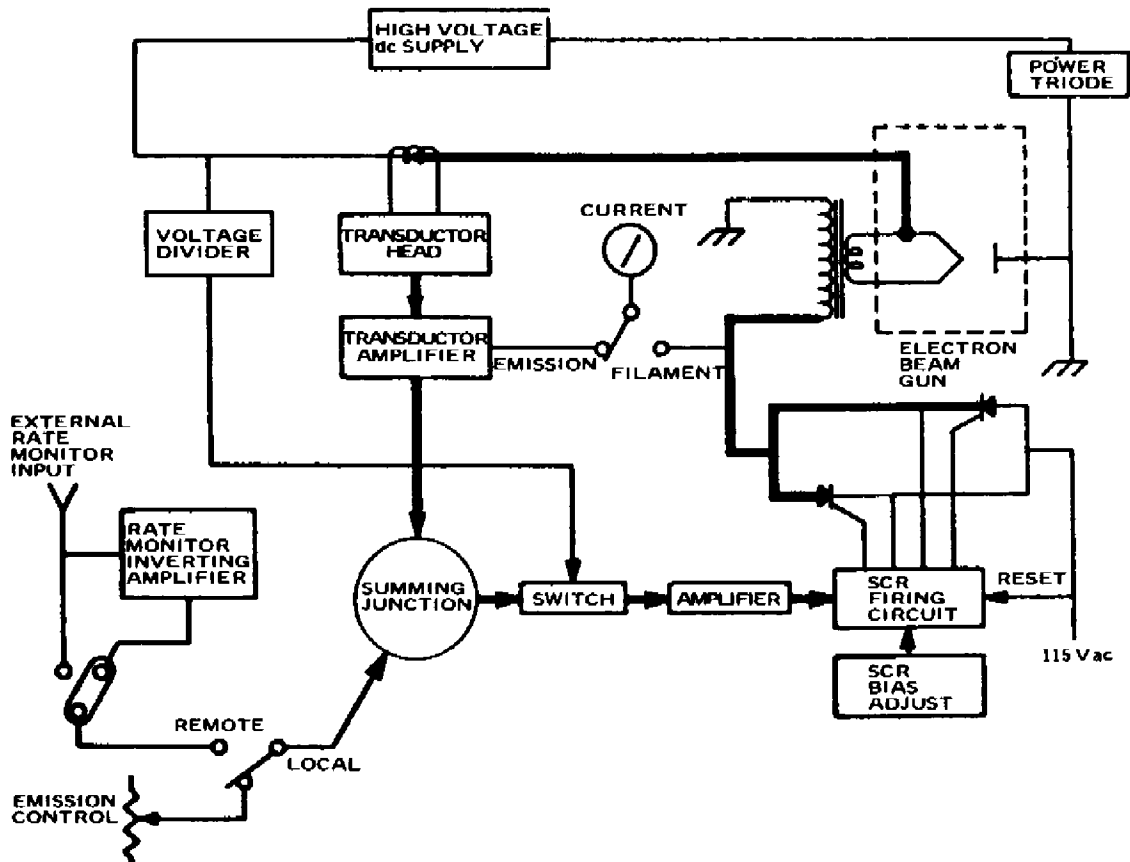 HIGH VOLTAGE
dc SUPPLY
POWER
TRIODE
VOLTAGE
DIVIDER
TRANSDUCTOR
HEAD
CURRENT
TRANSDUCTOR
AMPLIFIER
EMISSION
FILAMENT
ELECTRON
BEAM
GUN
EXTERNAL
RATE
MONITOR
INPUT
RATE
MONITOR
INVERTING
AMPLIFIER
SUMMING
JUNCTION
SWITCH
AMPLIFIER
SCR
FIRING
CIRCUIT
RESET
115 Vac
SCR
BIAS
ADJUST
REMOTE
LOCAL
EMISSION
CONTROL